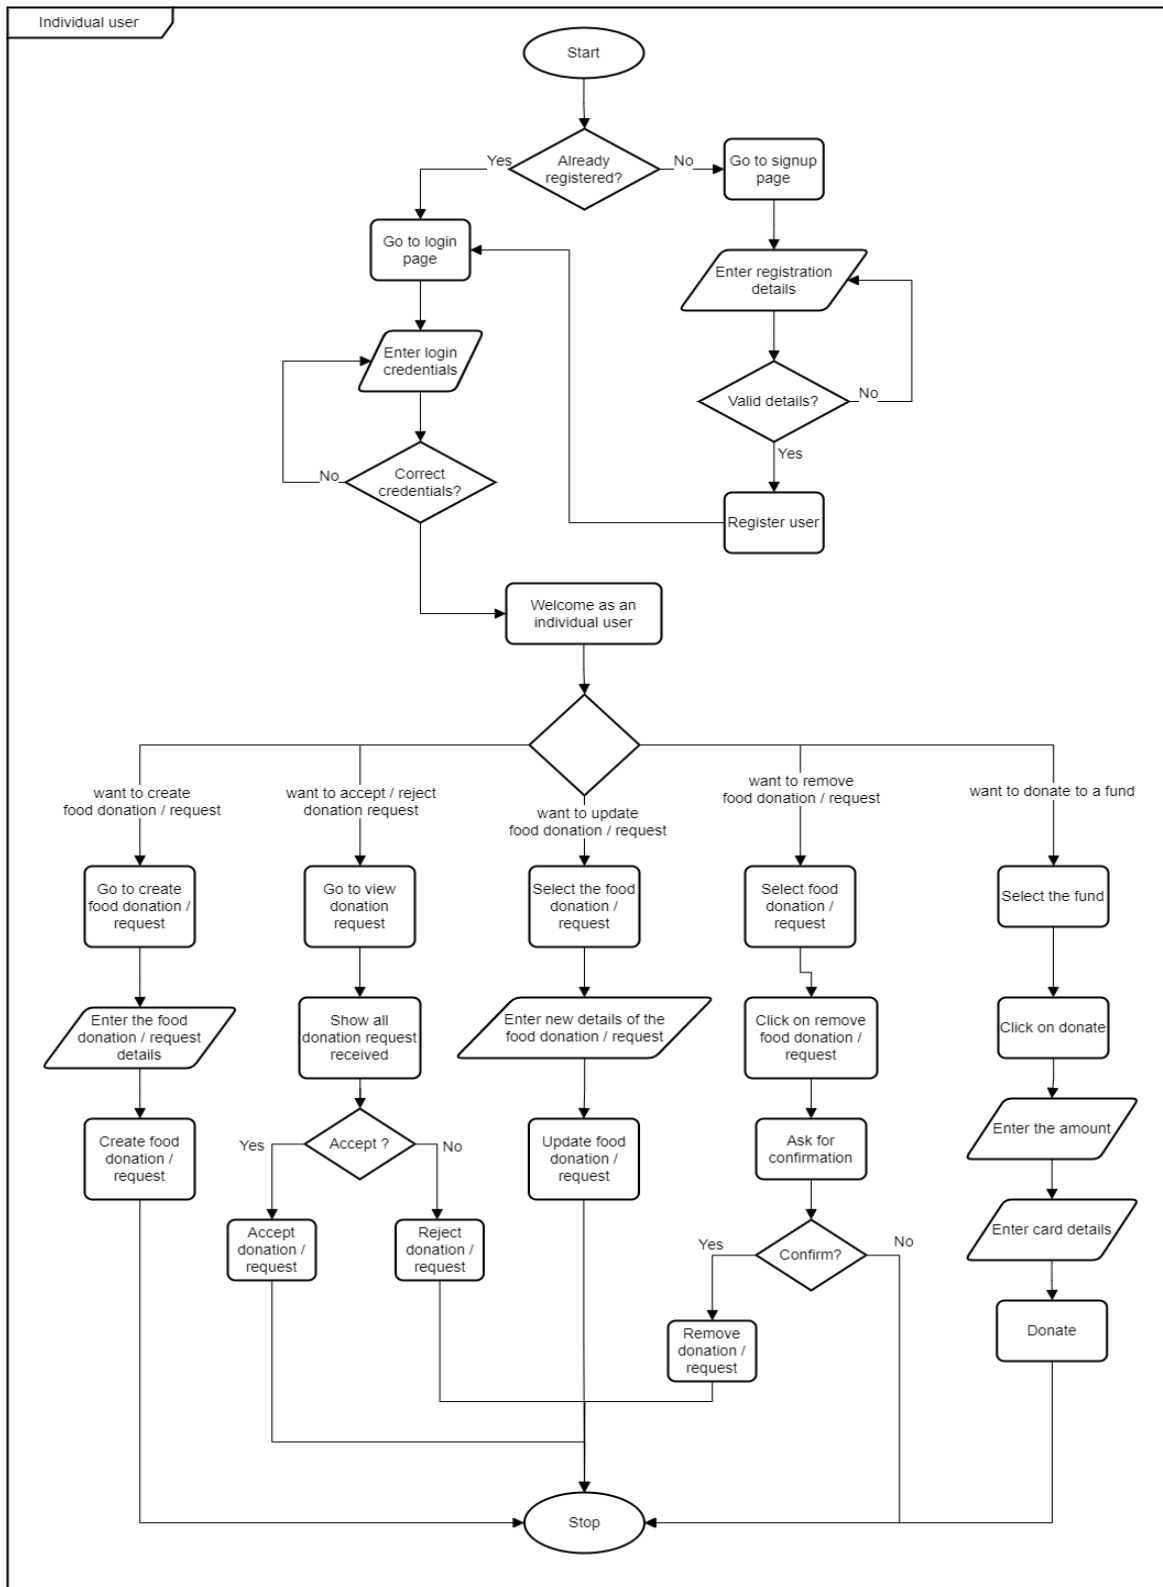 Individual user
Start
Already
registered?
Yes
No
Go to signup
page
Go to login
page
Enter registration
details
Enter login
credentials
Valid details?
No
Yes
Correct
credentials?
No
Register user
Welcome as an
individual user
want to create
food donation / request
want to accept / reject
donation request
want to update
food donation / request
want to remove
food donation / request
want to donate to a fund
Go to create
food donation /
request
Go to view
donation
request
Select the food
donation /
request
Select food
donation /
request
Select the fund
Enter the food
donation / request
details
Show all
donation request
received
Enter new details of the
food donation / request
Click on remove
food donation /
request
Click on donate
Create food
donation /
request
Yes
Accept ?
No
Update food
donation /
request
Ask for
confirmation
Enter the amount
Accept
donation /
request
Reject
donation /
request
Yes
Confirm?
No
Enter card details
Remove
donation /
request
Donate
Stop